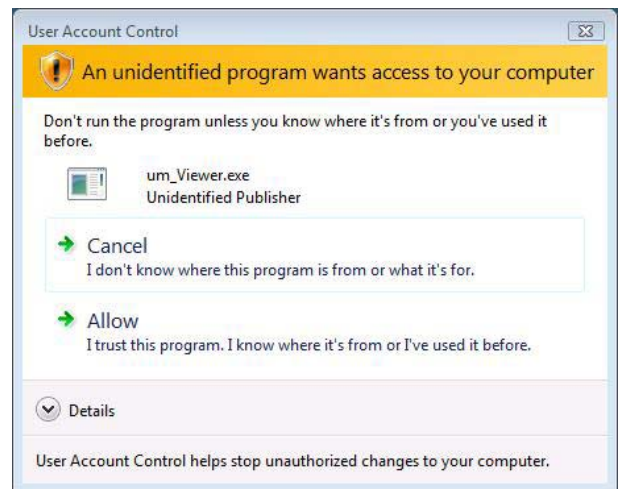 User Account Control
An unidentified program wants access to your computer
Don't run the program unless you know where it's from or you've used it
before.
um_Viewer.exe
Unidentified Publisher
Cancel
I don't know where this program is from or what it's for.
Allow
I trust this program. I know where it's from or I've used it before.
Details
User Account Control helps stop unauthorized changes to your computer.